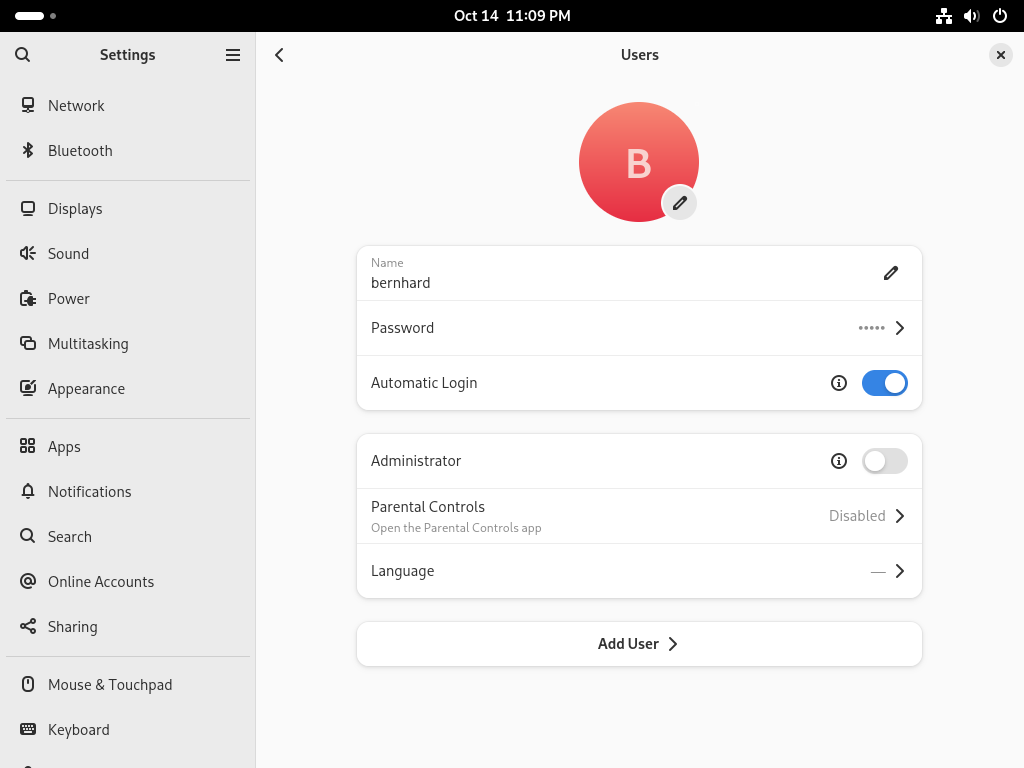 Oct 14 11:09 PM
Settings
Users
Network
Bluetooth
Displays
Sound
Power
Multitasking
Appearance
Apps
Notifications
Search
Online Accounts
Sharing
Mouse & Touchpad
Keyboard
B
Name
bernhard
Password •••••
Automatic Login
Administrator
Parental Controls
Open the Parental Controls app
Disabled
Language —
Add User